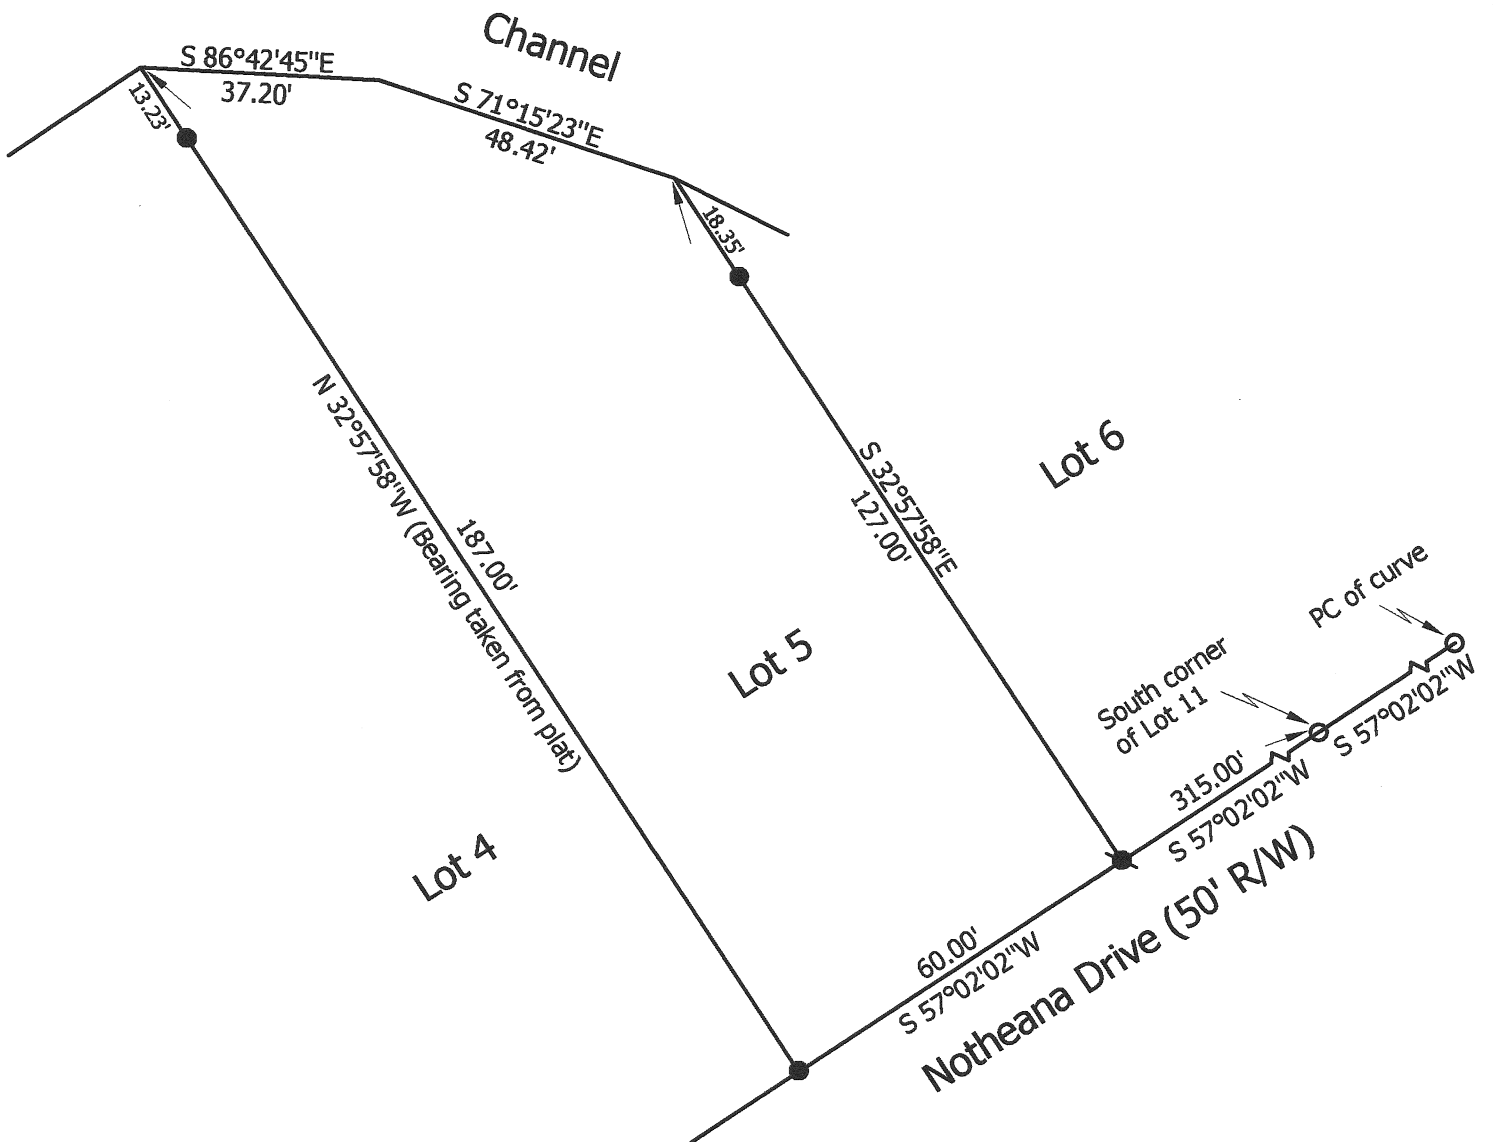 Channel
S 86°42'45"E
37.20'
13.23'
S 71°15'23"E
48.42'
18.35'
N 32°57'58"W (Bearing taken from plat)
187.00'
S 32°57'58"E
127.00'
Lot 6
Lot 5
Lot 4
PC of curve
South corner
of Lot 11
S 57°02'02"W
315.00'
S 57°02'02"W
60.00'
S 57°02'02"W
Notheana Drive (50' R/W)